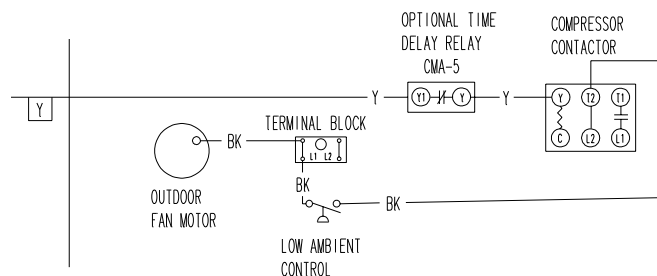 OPTIONAL TIME
DELAY RELAY
CMA-5
COMPRESSOR
CONTACTOR
Y
Y
Y1
Y
Y
Y
T2
T1
C
L2
L1
TERMINAL BLOCK
L1 L2
BK
OUTDOOR
FAN MOTOR
BK
BK
LOW AMBIENT
CONTROL